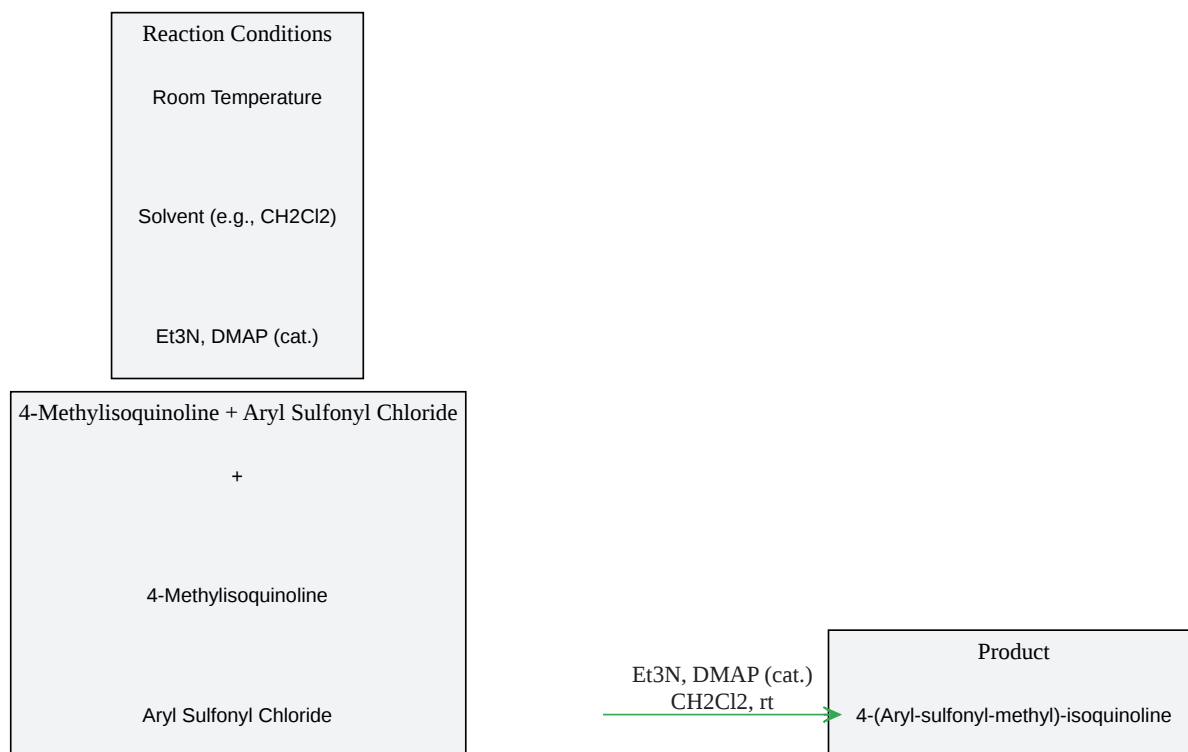 Reaction Conditions
Room Temperature
Solvent (e.g., CH2Cl2)
Et3N, DMAP (cat.)
4-Methylisoquinoline + Aryl Sulfonyl Chloride
+
4-Methylisoquinoline
Aryl Sulfonyl Chloride
Et3N, DMAP (cat.)
CH2Cl2, rt
Product
4-(Aryl-sulfonyl-methyl)-isoquinoline